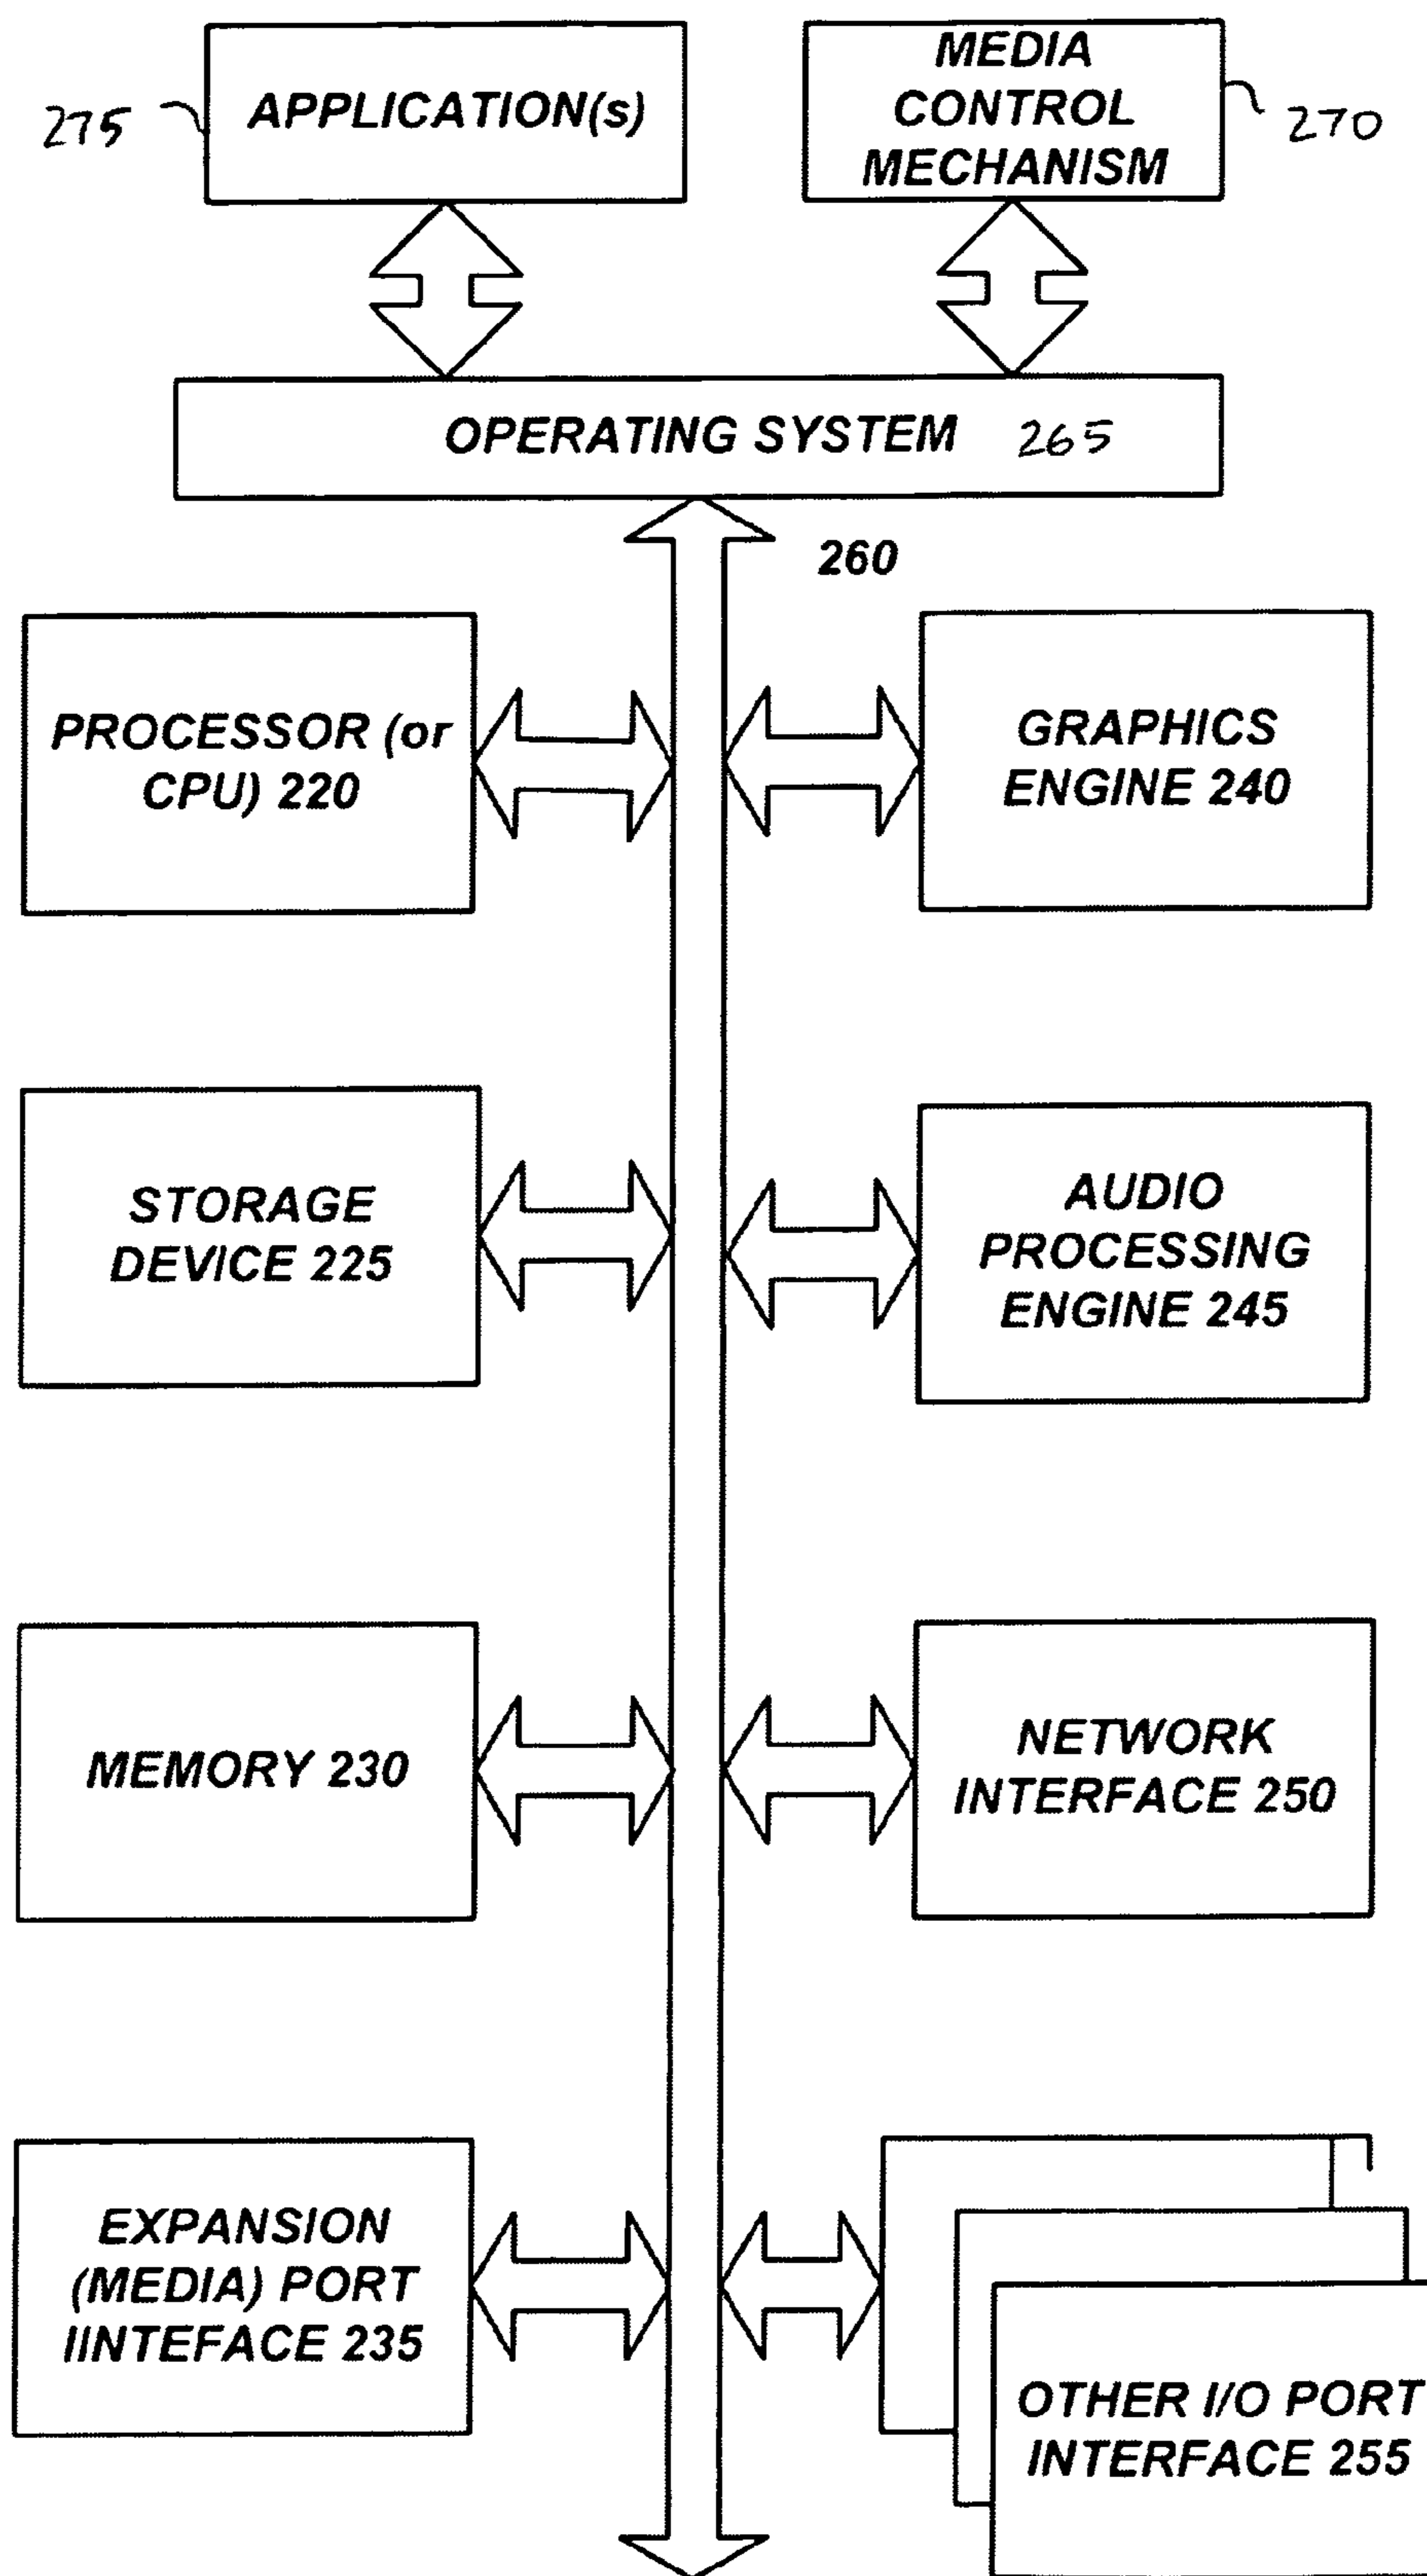 275
APPLICATION(s)
MEDIA
CONTROL
MECHANISM
270
OPERATING SYSTEM 265
260
PROCESSOR (or
CPU) 220
GRAPHICS
ENGINE 240
STORAGE
DEVICE 225
AUDIO
PROCESSING
ENGINE 245
MEMORY 230
NETWORK
INTERFACE 250
EXPANSION
(MEDIA) PORT
IINTEFACE 235
OTHER I/O PORT
INTERFACE 255